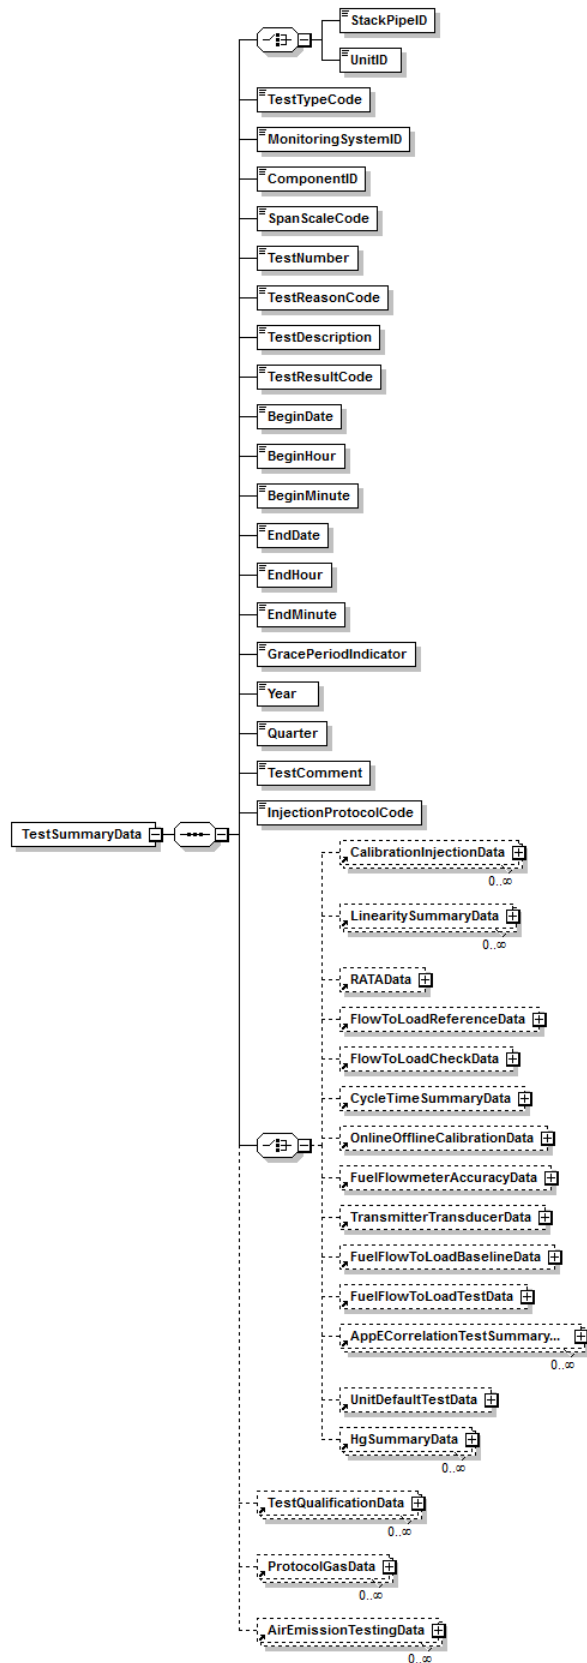 StackPipeID
UnitID
TestTypeCode
MonitoringSystemID
ComponentID
SpanScaleCode
TestNumber
TestReasonCode
TestDescription
TestResultCode
BeginDate
BeginHour
BeginMinute
EndDate
EndHour
EndMinute
GracePeriodIndicator
Year
Quarter
TestComment
InjectionProtocolCode
TestSummaryData
CalibrationInjectionData
0..∞
LinearitySummaryData
0..∞
RATAData
FlowToLoadReferenceData
FlowToLoadCheckData
CycleTimeSummaryData
OnlineOfflineCalibrationData
FuelFlowmeterAccuracyData
TransmitterTransducerData
FuelFlowToLoadBaselineData
FuelFlowToLoadTestData
AppECorrelationTestSummary...
0..∞
UnitDefaultTestData
HgSummaryData
0..∞
TestQualificationData
0..∞
ProtocolGasData
0..∞
AirEmissionTestingData
0..∞